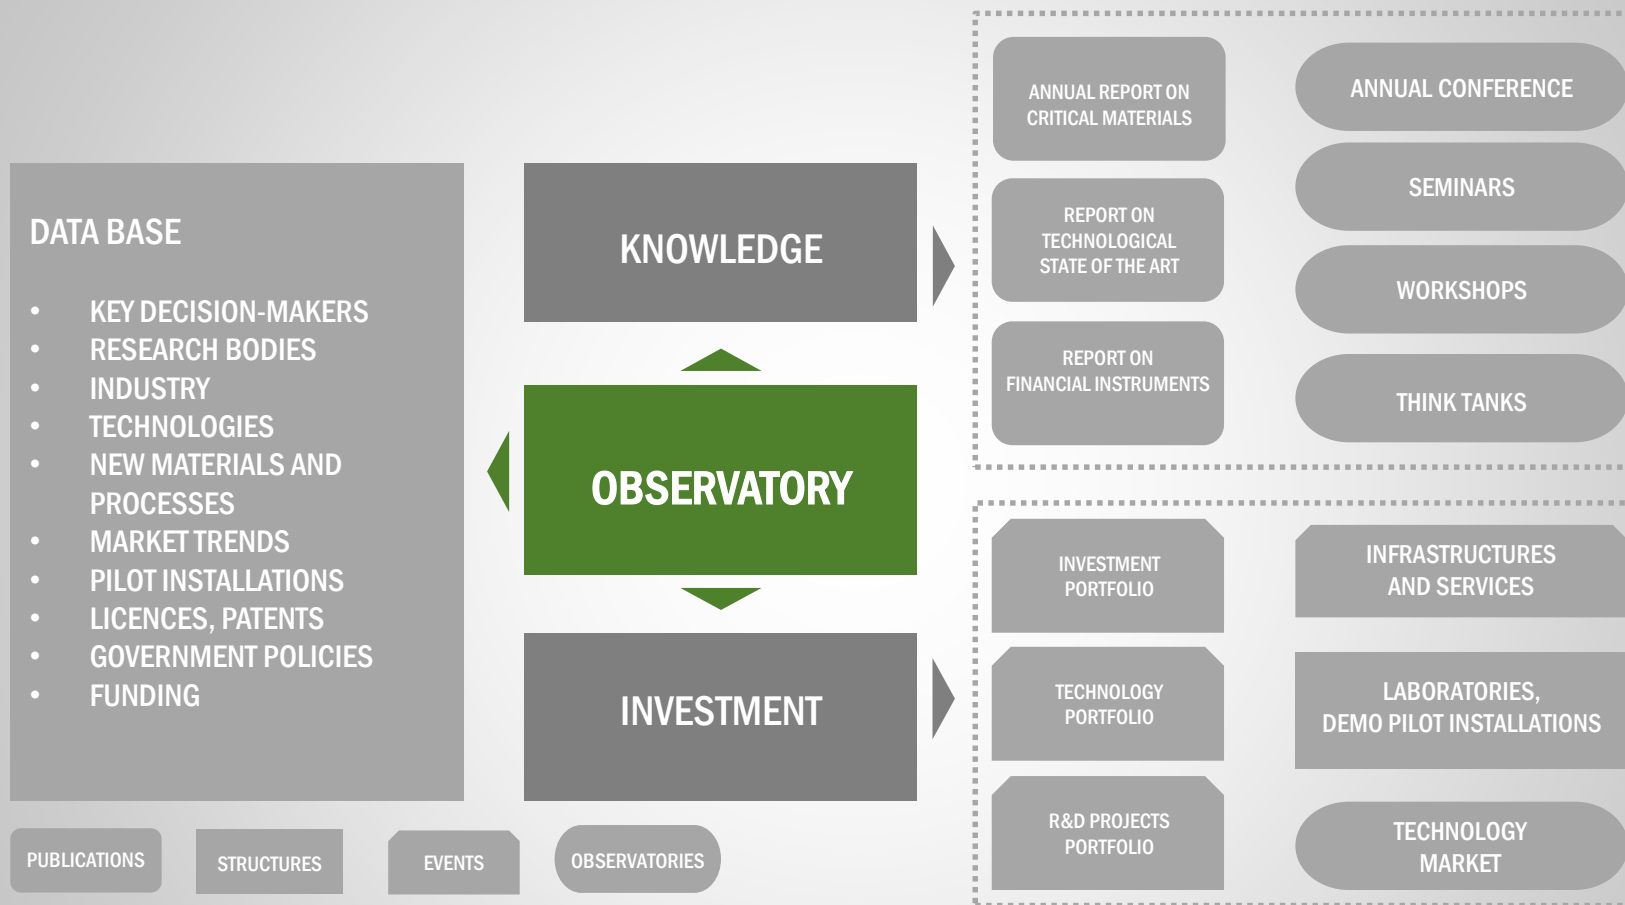 DATA BASE
• KEY DECISION-MAKERS
• RESEARCH BODIES
• INDUSTRY
• TECHNOLOGIES
• NEW MATERIALS AND
PROCESSES
• MARKET TRENDS
• PILOT INSTALLATIONS
• LICENCES, PATENTS
• GOVERNMENT POLICIES
• FUNDING
KNOWLEDGE
OBSERVATORY
INVESTMENT
ANNUAL REPORT ON
CRITICAL MATERIALS
REPORT ON
TECHNOLOGICAL
STATE OF THE ART
REPORT ON
FINANCIAL INSTRUMENTS
ANNUAL CONFERENCE
SEMINARS
WORKSHOPS
THINK TANKS
INVESTMENT
PORTFOLIO
TECHNOLOGY
PORTFOLIO
R&D PROJECTS
PORTFOLIO
INFRASTRUCTURES
AND SERVICES
LABORATORIES,
DEMO PILOT INSTALLATIONS
TECHNOLOGY
MARKET
PUBLICATIONS
STRUCTURES
EVENTS
OBSERVATORIES